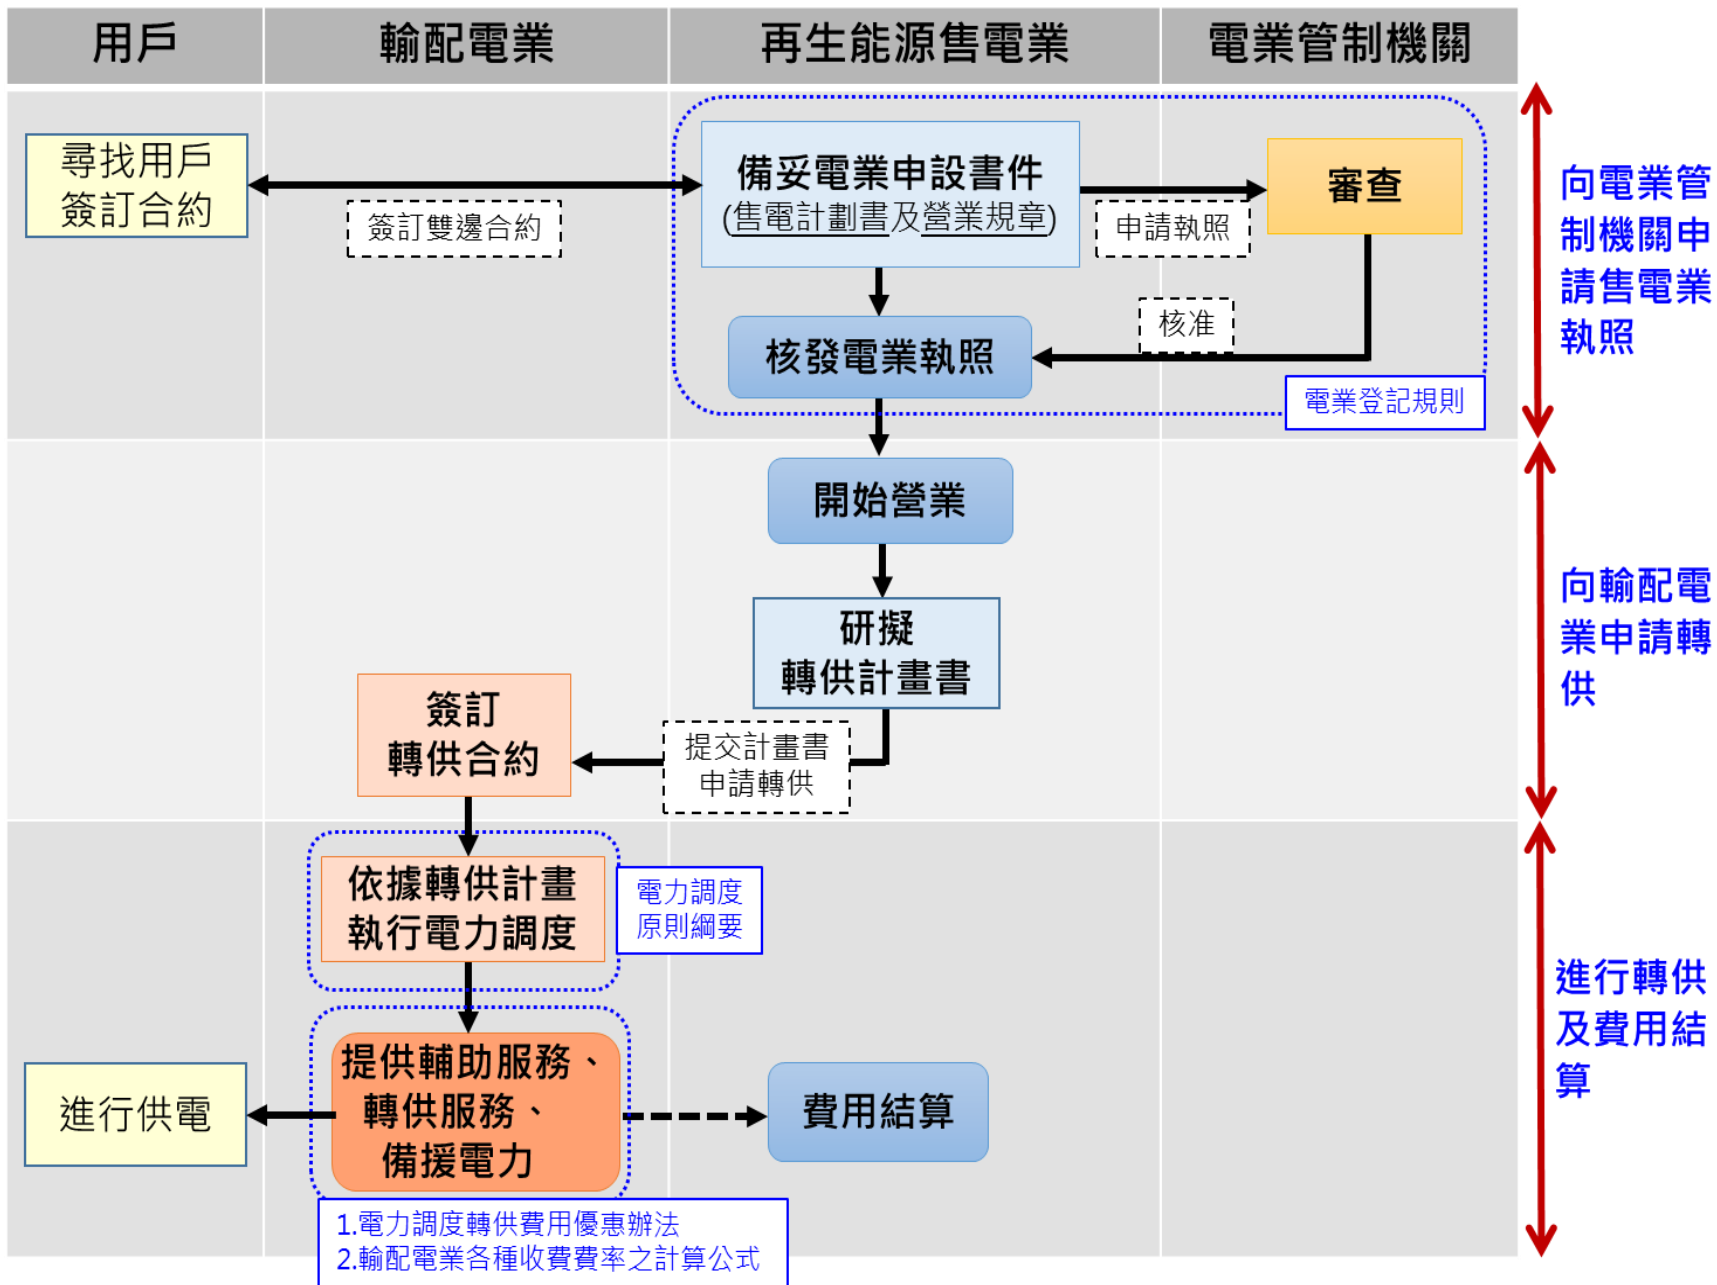 用戶
輸配電業
再生能源售電業
電業管制機關
尋找用戶
簽訂合約
簽訂雙邊合約
備妥電業申設書件
(售電計劃書及營業規章)
申請執照
審查
核准
核發電業執照
電業登記規則
向電業管
制機關申
請售電業
執照
開始營業
研擬
轉供計畫書
提交計畫書
申請轉供
簽訂
轉供合約
向輸配電
業申請轉
供
依據轉供計畫
執行電力調度
電力調度
原則綱要
提供輔助服務、
轉供服務、
備援電力
進行供電
費用結算
1.電力調度轉供費用優惠辦法
2.輸配電業各種收費費率之計算公式
進行轉供
及費用結
算